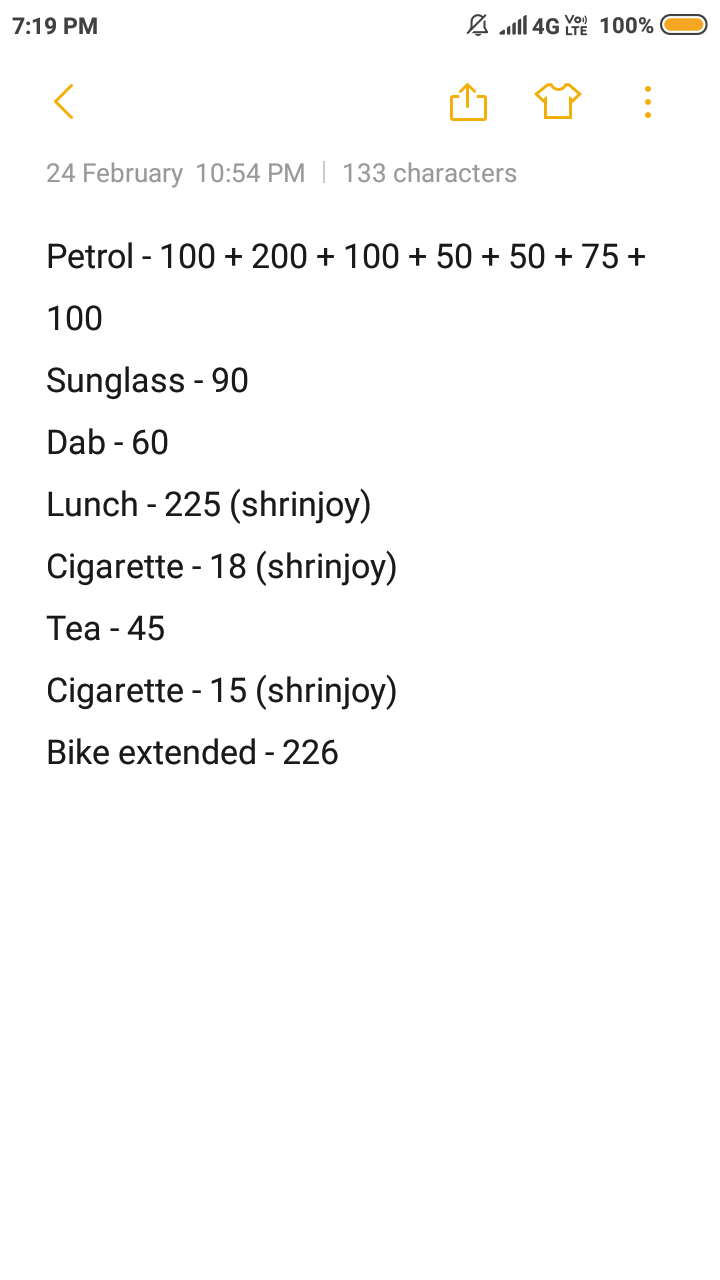 7:19 PM 4G Vo)) LTE 100%
24 February 10:54 PM | 133 characters
Petrol - 100 + 200 + 100 + 50 + 50 + 75 +
100
Sunglass - 90
Dab - 60
Lunch - 225 (shrinjoy)
Cigarette - 18 (shrinjoy)
Tea - 45
Cigarette - 15 (shrinjoy)
Bike extended - 226